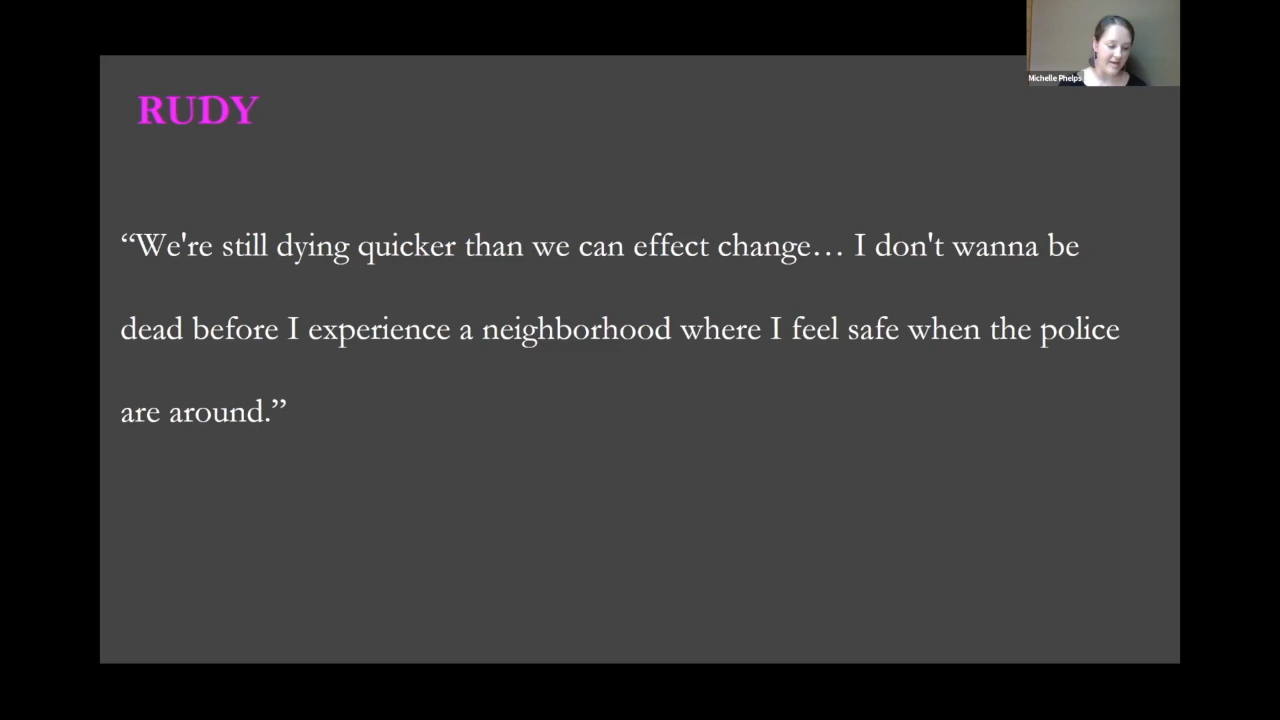 Michelle Phelps
RUDY
“We're still dying quicker than we can effect change… I don't wanna be
dead before I experience a neighborhood where I feel safe when the police
are around.”